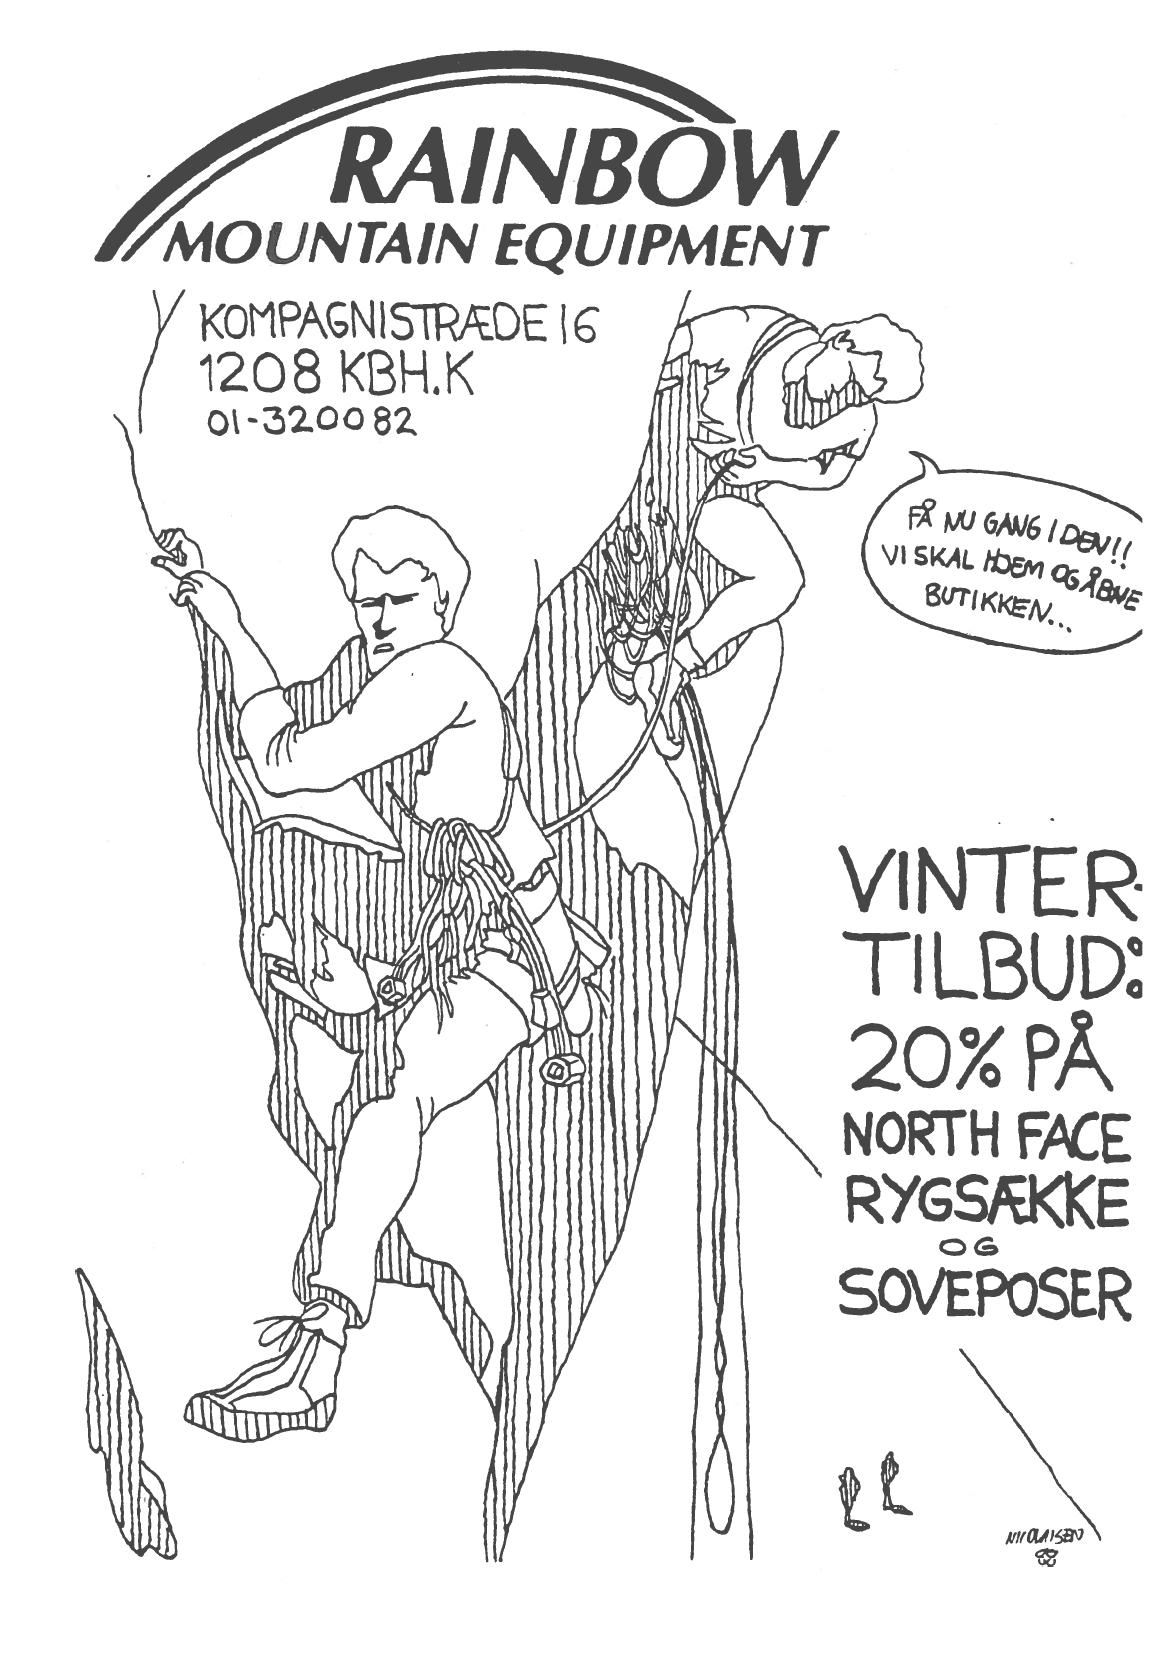 RAINBOW
MOUNTAIN EQUIPMENT
KOMPAGNISTRÆDE 16
1208 KBH.K
01-320082
FÅ NU GANG I DEN!!
VI SKAL HJEM OG ÅBNE
BUTIKKEN...
VINTER-
TILBUD:
20% PÅ
NORTH FACE
RYGSÆKKE
OG
SOVEPOSER
NICOLAISEN